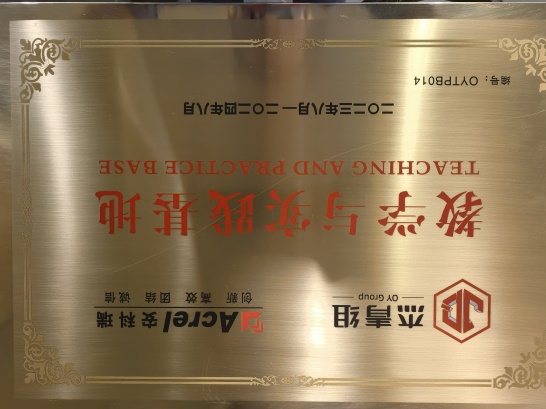 杰青组
QY Group
Acrel 安科瑞
创新 高效 团结 诚信
教学与实践基地
TEACHING AND PRACTICE BASE
二〇二三年八月—二〇二四年八月
编号：QYTPB014